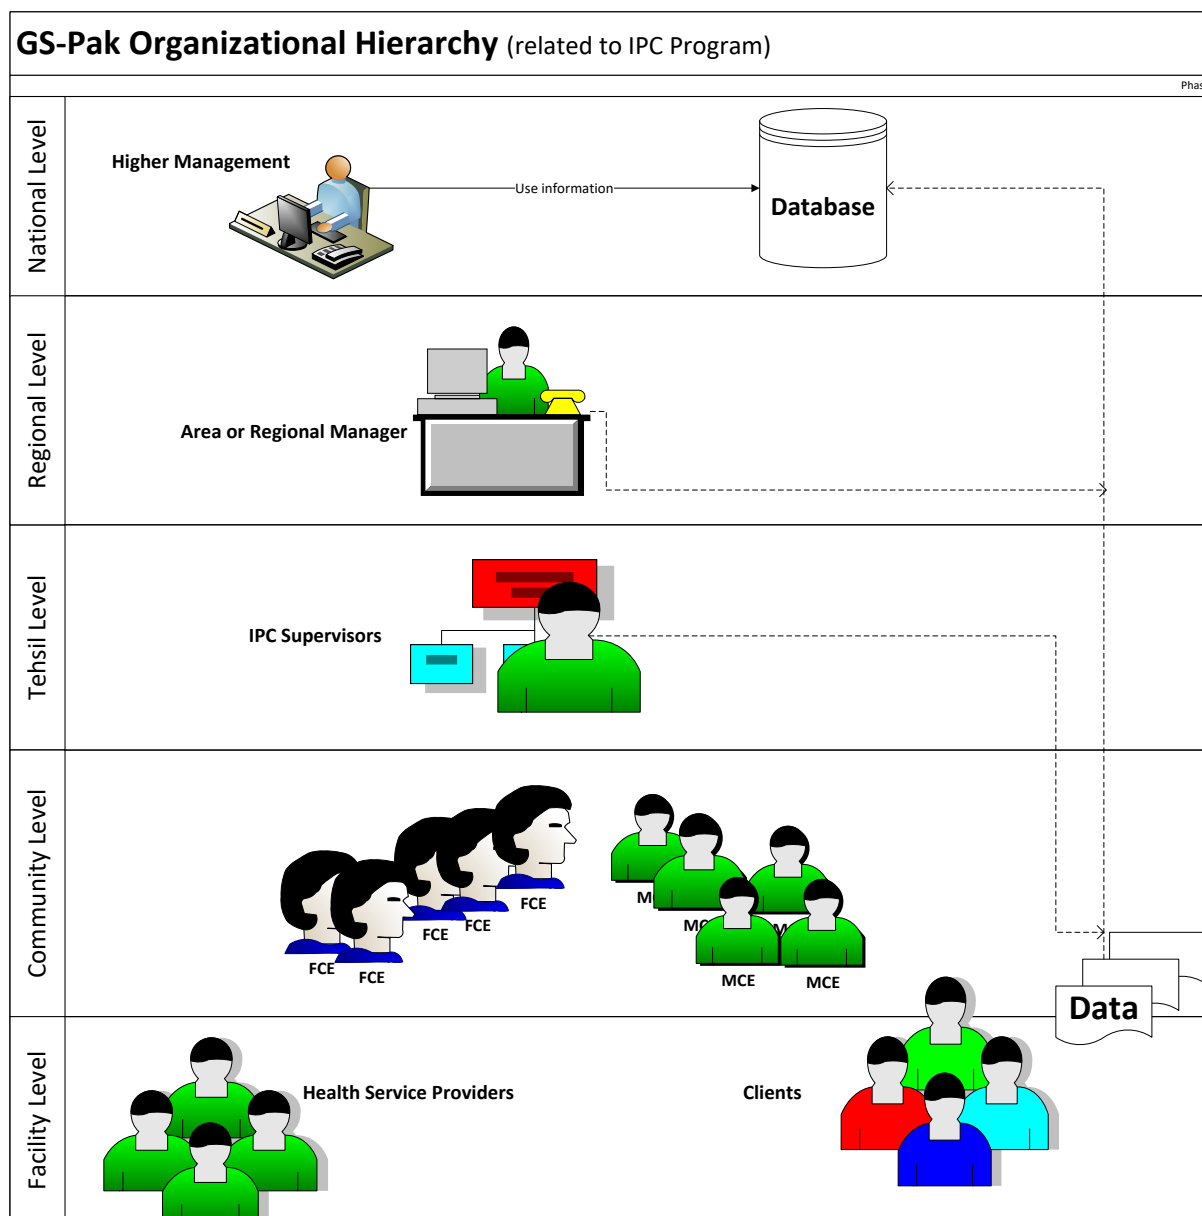 GS-Pak Organizational Hierarchy (related to IPC Program)
Phas
National Level
Higher Management
Use information
Database
Regional Level
Area or Regional Manager
Tehsil Level
IPC Supervisors
Community Level
FCE
FCE
FCE
FCE
FCE
MCE
MCE
Data
Facility Level
Health Service Providers
Clients